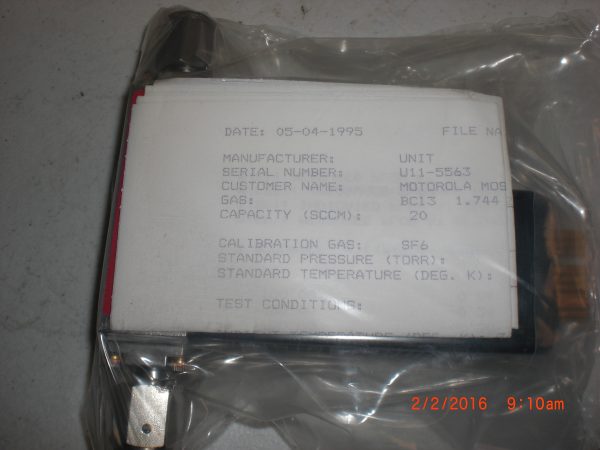 DATE: 05-04-1995 FILE NA
MANUFACTURER: UNIT
SERIAL NUMBER: U11-5563
CUSTOMER NAME: MOTOROLA MOS
GAS: BCl3 1.744
CAPACITY (SCCM): 20
CALIBRATION GAS: SF6
STANDARD PRESSURE (TORR):
STANDARD TEMPERATURE (DEG. K):
TEST CONDITIONS:
2/2/2016 9:10am